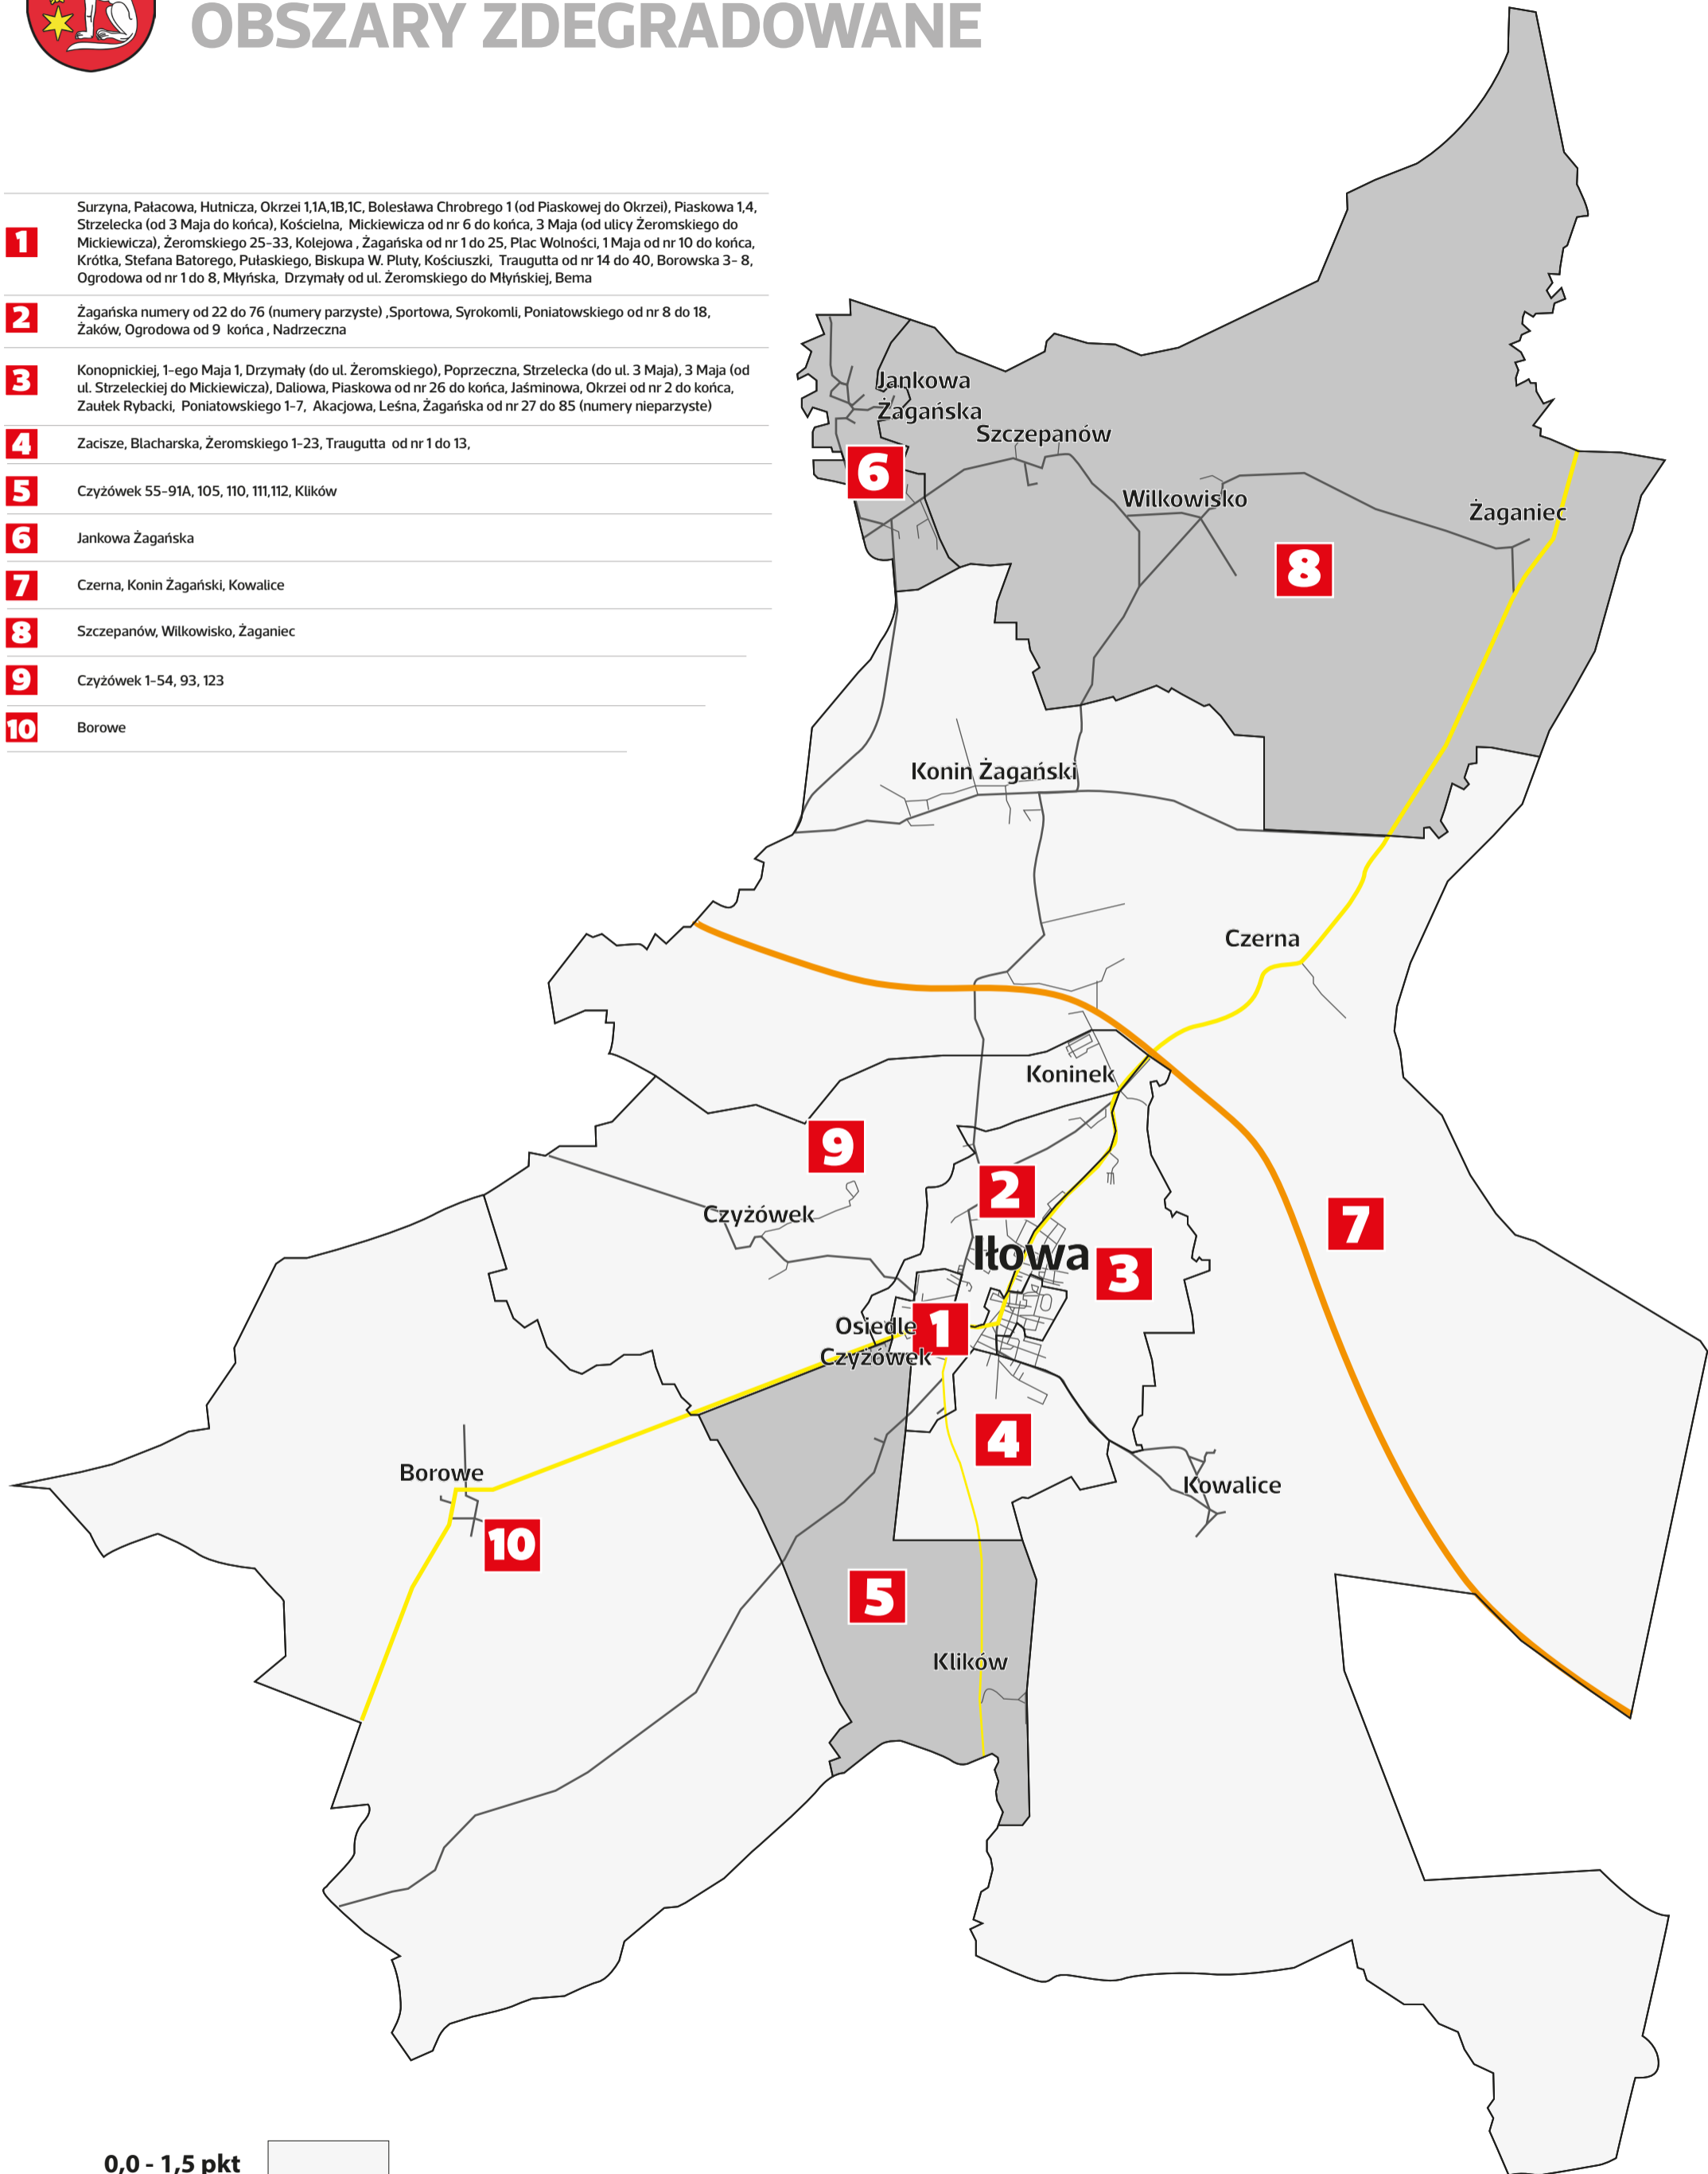 OBSZARY ZDEGRADOWANE
1
Surzyna, Pałacowa, Hutnicza, Okrzei 1,1A,1B,1C, Bolesława Chrobrego 1 (od Piaskowej do Okrzei), Piaskowa 1,4,
Strzelecka (od 3 Maja do końca), Kościelna, Mickiewicza od nr 6 do końca, 3 Maja (od ulicy Żeromskiego do
Mickiewicza), Żeromskiego 25-33, Kolejowa , Żagańska od nr 1 do 25, Plac Wolności, 1 Maja od nr 10 do końca,
Krótka, Stefana Batorego, Pułaskiego, Biskupa W. Pluty, Kościuszki, Traugutta od nr 14 do 40, Borowska 3- 8,
Ogrodowa od nr 1 do 8, Młyńska, Drzymały od ul. Żeromskiego do Młyńskiej, Bema
2
Żagańska numery od 22 do 76 (numery parzyste) ,Sportowa, Syrokomli, Poniatowskiego od nr 8 do 18,
Żaków, Ogrodowa od 9 końca , Nadrzeczna
3
Konopnickiej, 1-ego Maja 1, Drzymały (do ul. Żeromskiego), Poprzeczna, Strzelecka (do ul. 3 Maja), 3 Maja (od
ul. Strzeleckiej do Mickiewicza), Daliowa, Piaskowa od nr 26 do końca, Jaśminowa, Okrzei od nr 2 do końca,
Zaułek Rybacki, Poniatowskiego 1-7, Akacjowa, Leśna, Żagańska od nr 27 do 85 (numery nieparzyste)
4
Zacisze, Blacharska, Żeromskiego 1-23, Traugutta od nr 1 do 13,
5
Czyżówek 55-91A, 105, 110, 111,112, Klików
6
Jankowa Żagańska
7
Czerna, Konin Żagański, Kowalice
8
Szczepanów, Wilkowisko, Żaganiec
9
Czyżówek 1-54, 93, 123
10
Borowe
Jankowa
Żagańska
Szczepanów
6
Wilkowisko
Żaganiec
8
Konin Żagański
Czerna
Koninek
9
2
Czyżówek
7
Iłowa
3
Osiedle
1
Czyżówek
4
Borowe
Kowalice
10
5
Klików
0,0 - 1,5 pkt